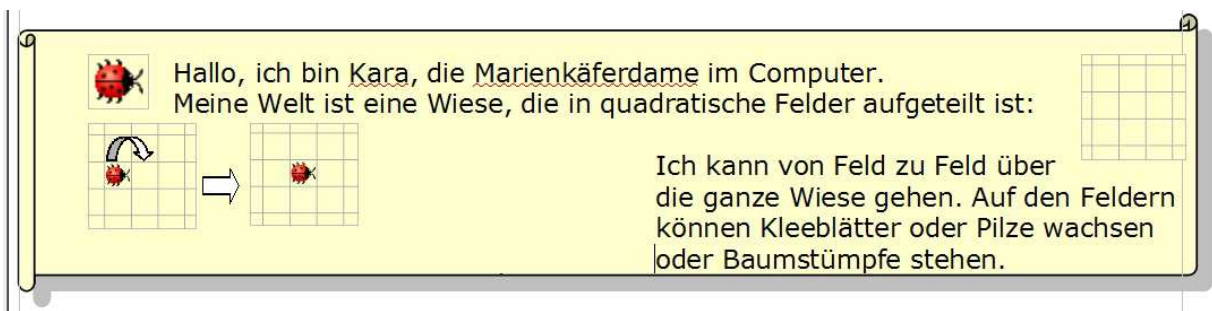 Hallo, ich bin Kara, die Marienkäferdame im Computer.
Meine Welt ist eine Wiese, die in quadratische Felder aufgeteilt ist:
Ich kann von Feld zu Feld über
die ganze Wiese gehen. Auf den Feldern
können Kleeblätter oder Pilze wachsen
oder Baumstümpfe stehen.